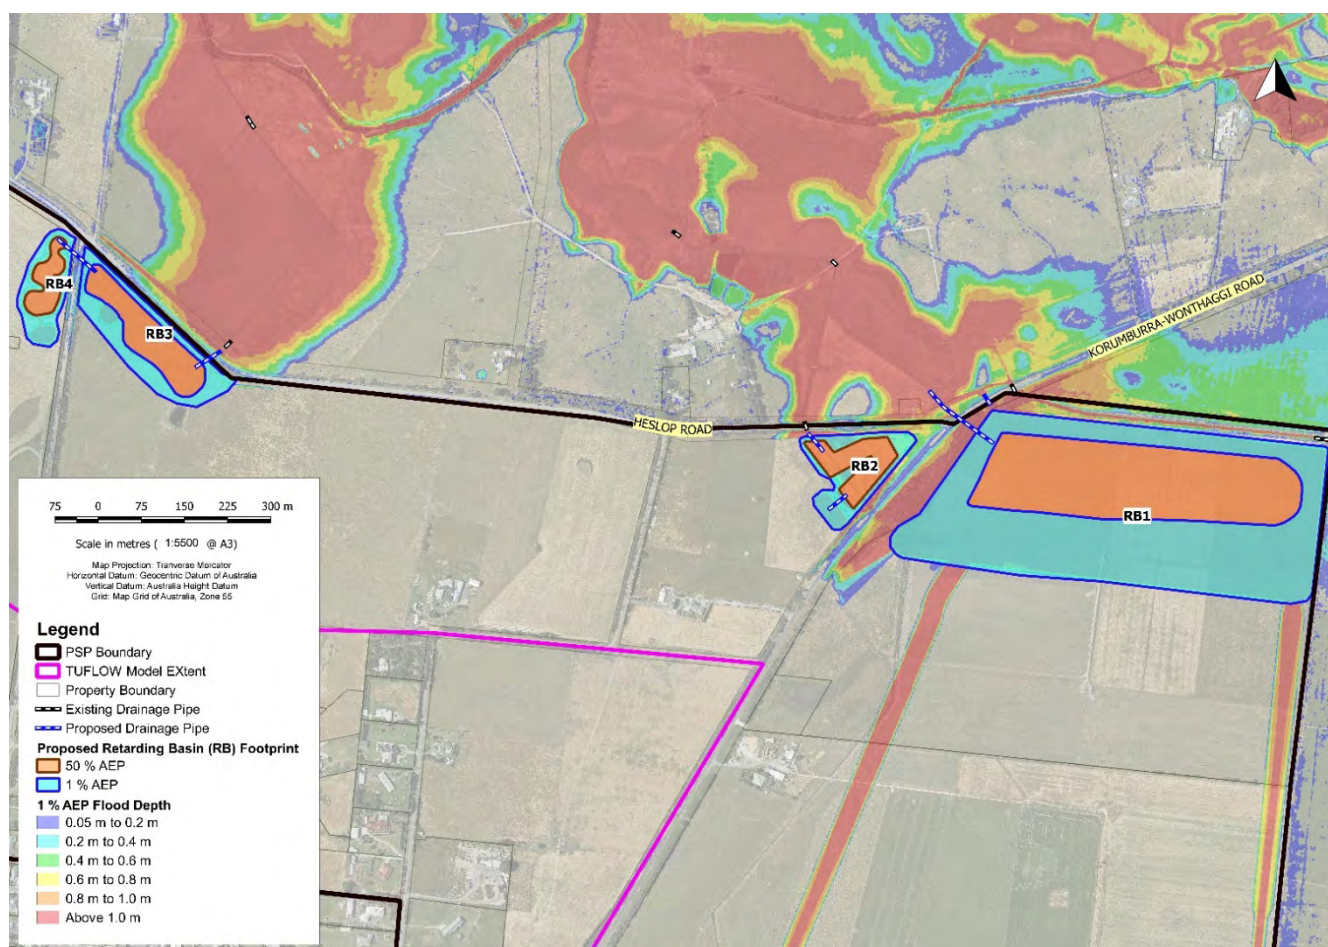 KORUMBURRA-WONTHAGGI ROAD
RB4
RB3
HESLOP ROAD
RB2
RB1
75 0 75 150 225 300 m
Scale in metres ( 1:5500 @ A3)
Map Projection: Tranverse Mercator
Horizontal Datum: Geocentric Datum of Australia
Vertical Datum: Australia Height Datum
Grid: Map Grid of Australia, Zone 55
Legend
PSP Boundary
TUFLOW Model EXtent
Property Boundary
Existing Drainage Pipe
Proposed Drainage Pipe
Proposed Retarding Basin (RB) Footprint
50 % AEP
1 % AEP
1 % AEP Flood Depth
0.05 m to 0.2 m
0.2 m to 0.4 m
0.4 m to 0.6 m
0.6 m to 0.8 m
0.8 m to 1.0 m
Above 1.0 m